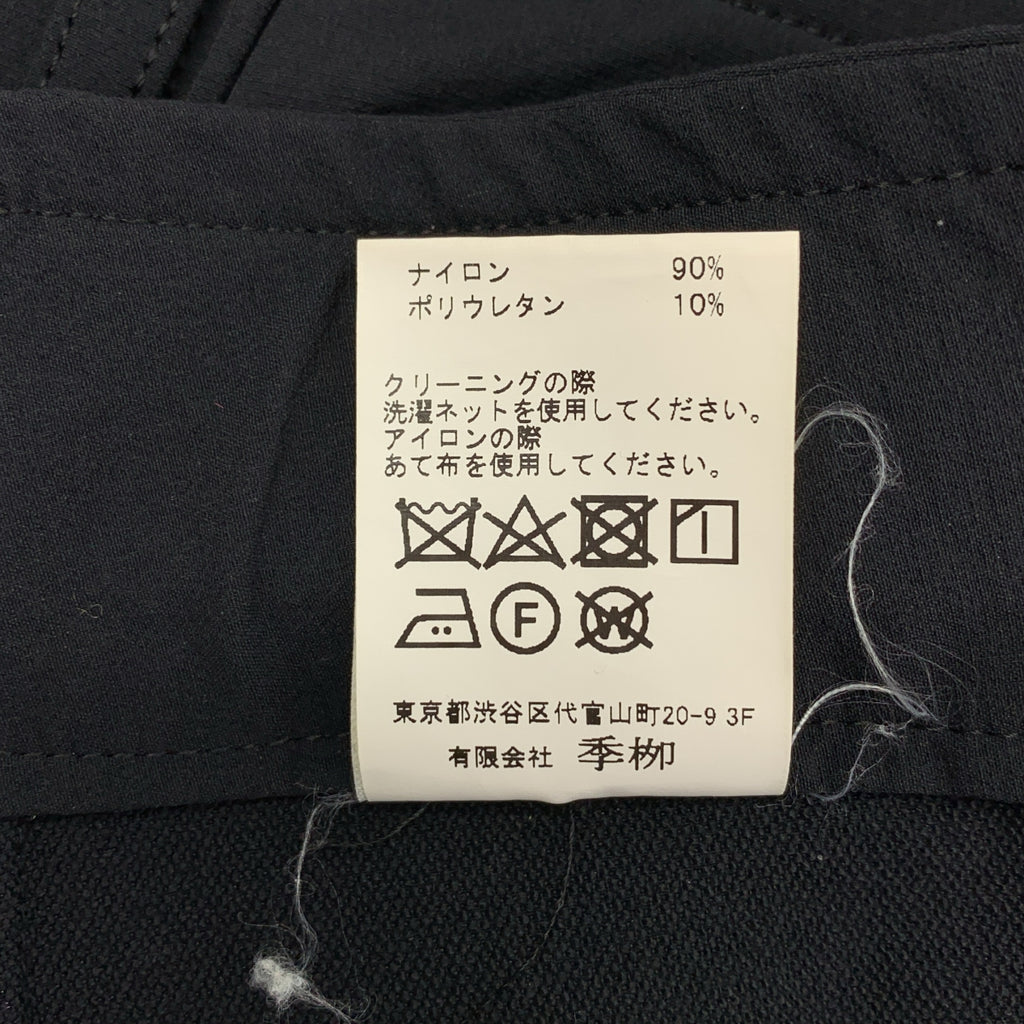 ナイロン 90%
ポリウレタン 10%
クリーニングの際
洗濯ネットを使用してください。
アイロンの際
あて布を使用してください。
F W
東京都渋谷区代官山町20-9 3F
有限会社 季栁